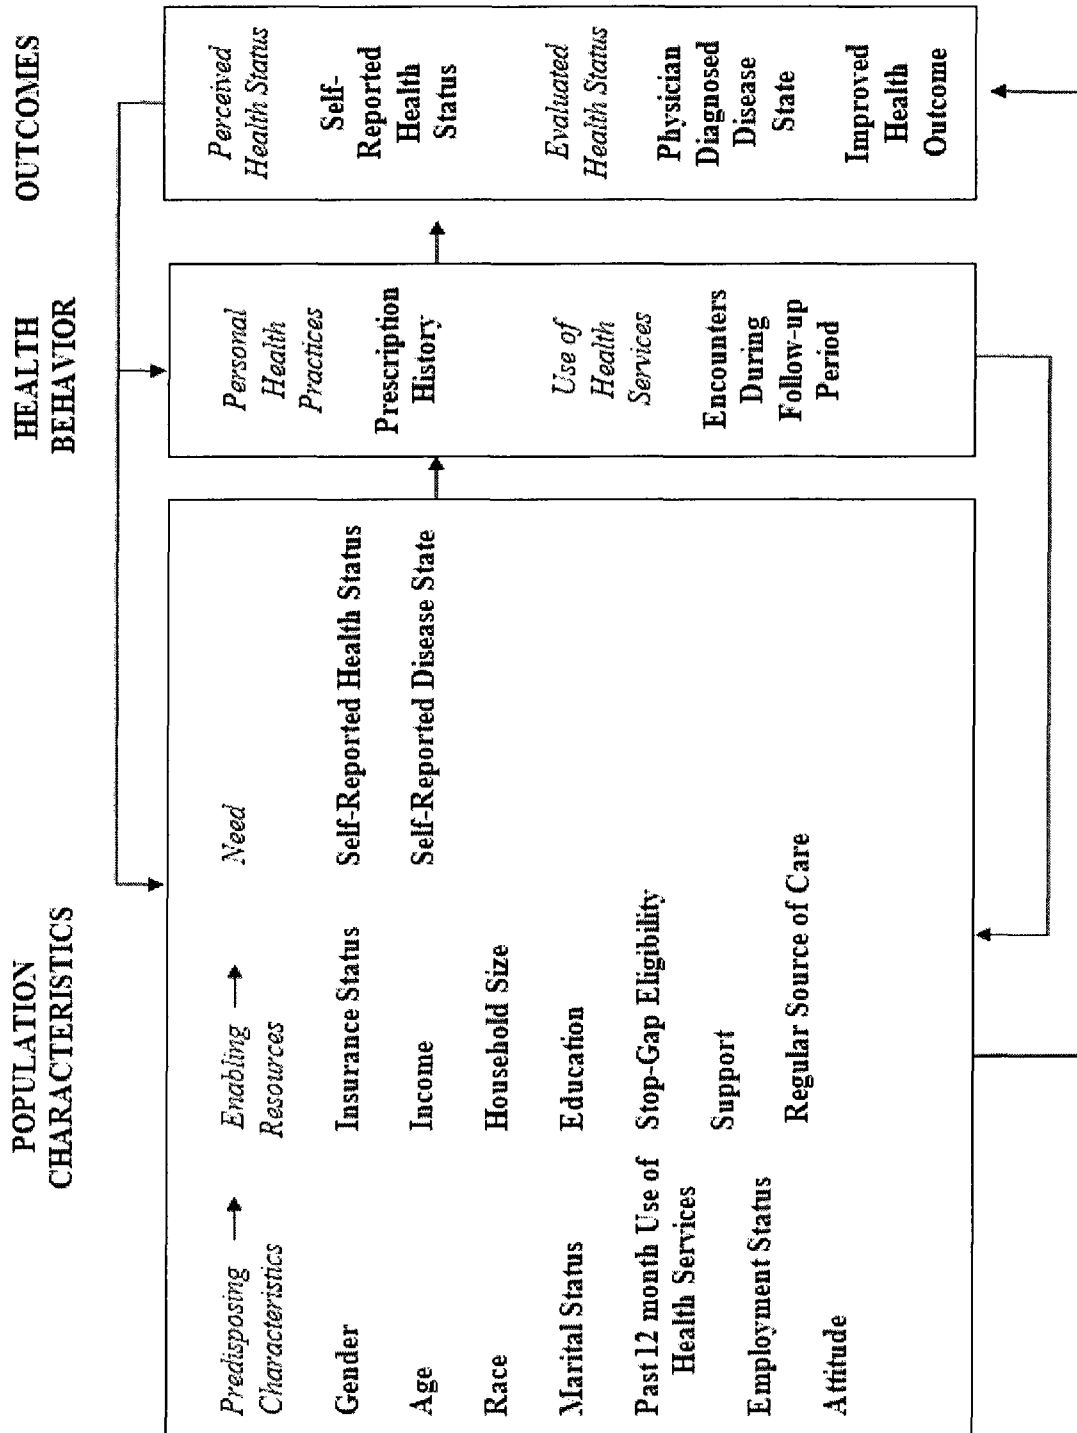 POPULATION
CHARACTERISTICS
Predisposing
Characteristics
Gender
Age
Race
Marital Status
Past 12 month Use of
Health Services
Employment Status
Attitude
Enabling
Resources
Insurance Status
Income
Household Size
Education
Stop-Gap Eligibility
Support
Regular Source of Care
Need
Self-Reported Health Status
Self-Reported Disease State
HEALTH
BEHAVIOR
Personal
Health
Practices
Prescription
History
Use of
Health
Services
Encounters
During
Follow-up
Period
OUTCOMES
Perceived
Health Status
Self-
Reported
Health
Status
Evaluated
Health Status
Physician
Diagnosed
Disease
State
Improved
Health
Outcome